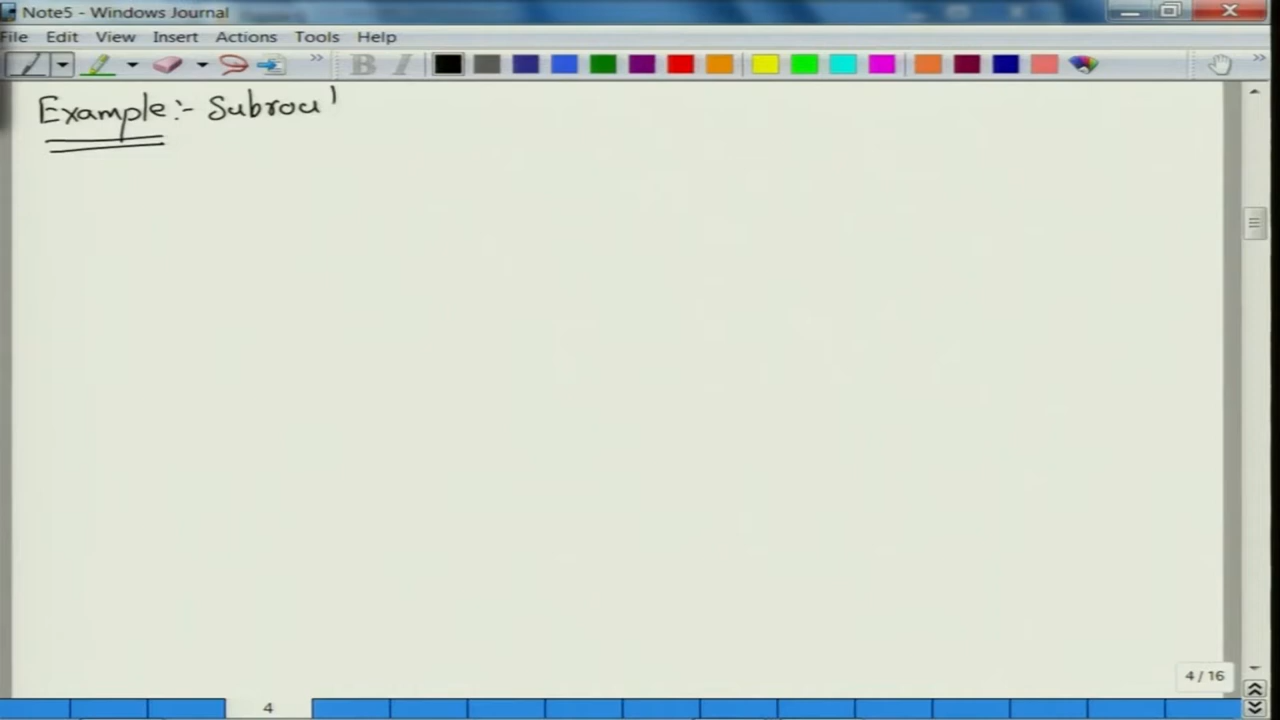 Note5 - Windows Journal
File Edit View Insert Actions Tools Help
B I
Example:- Subrou
4 / 16
4